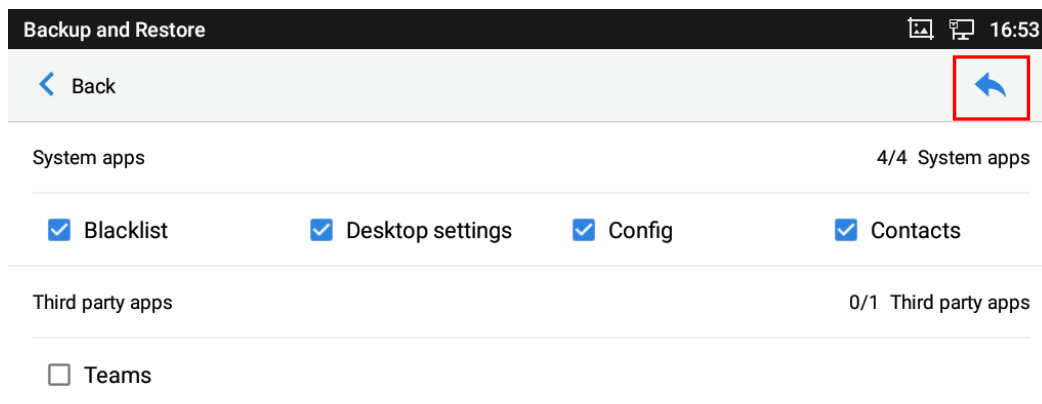 Backup and Restore 16:53
Back
System apps 4/4 System apps
Blacklist Desktop settings Config Contacts
Third party apps 0/1 Third party apps
Teams